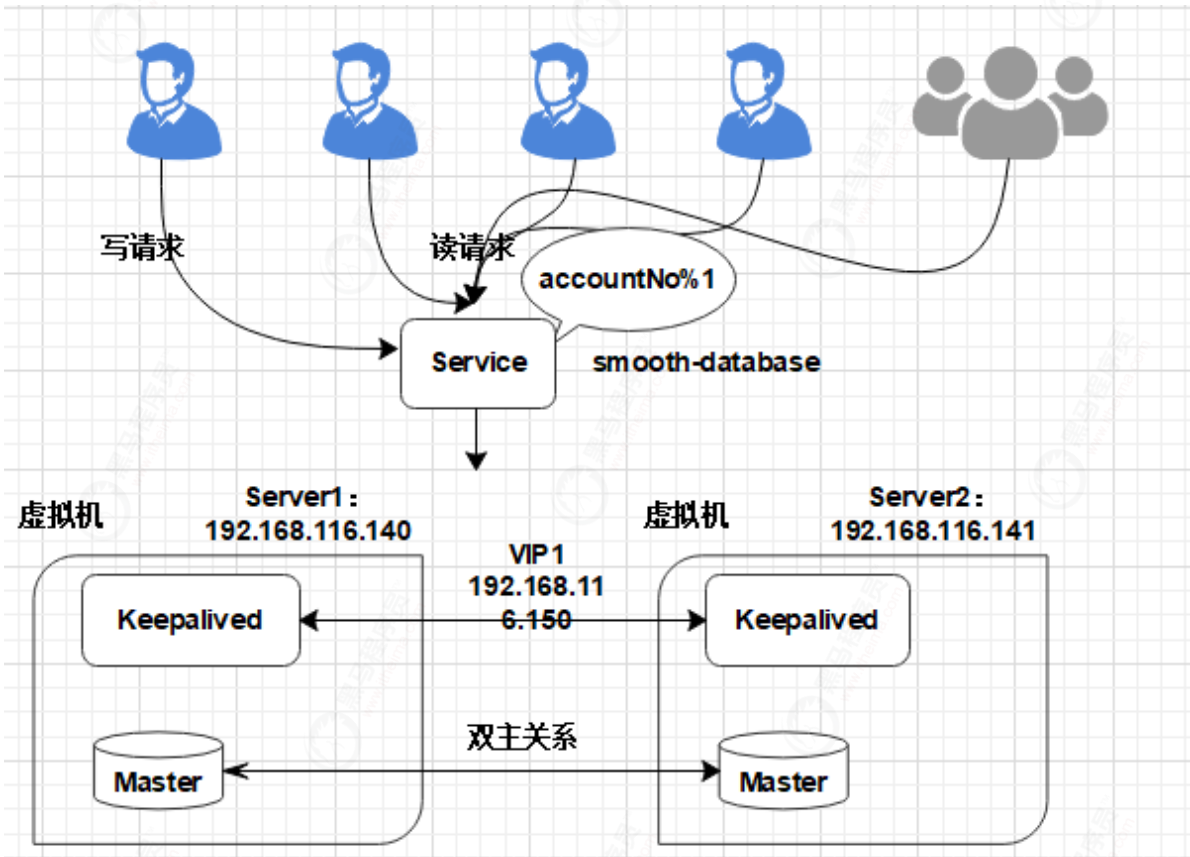 写请求
读请求
accountNo%1
Service
smooth-database
虚拟机
Server1：
192.168.116.140
VIP1
192.168.11
6.150
虚拟机
Server2：
192.168.116.141
Keepalived
Keepalived
双主关系
Master
Master